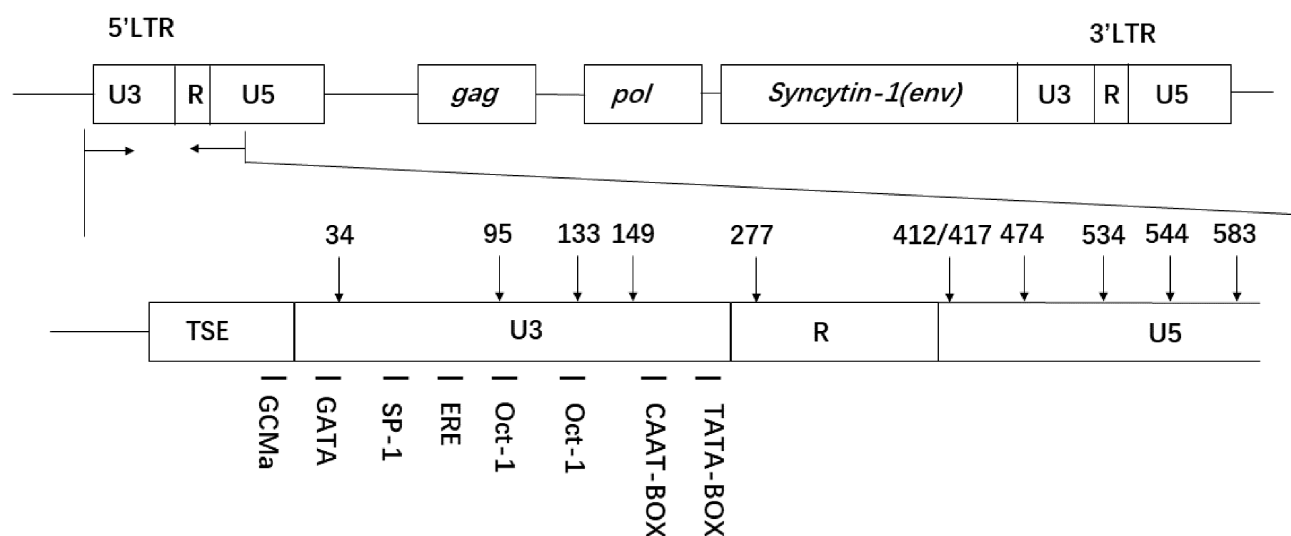 5'LTR
3'LTR
U3 R U5 gag pol Syncytin-1(env) U3 R U5
34 95 133 149 277 412/417 474 534 544 583
TSE U3 R U5
GCMa
GATA
SP-1
ERE
Oct-1
Oct-1
CAAT-BOX
TATA-BOX